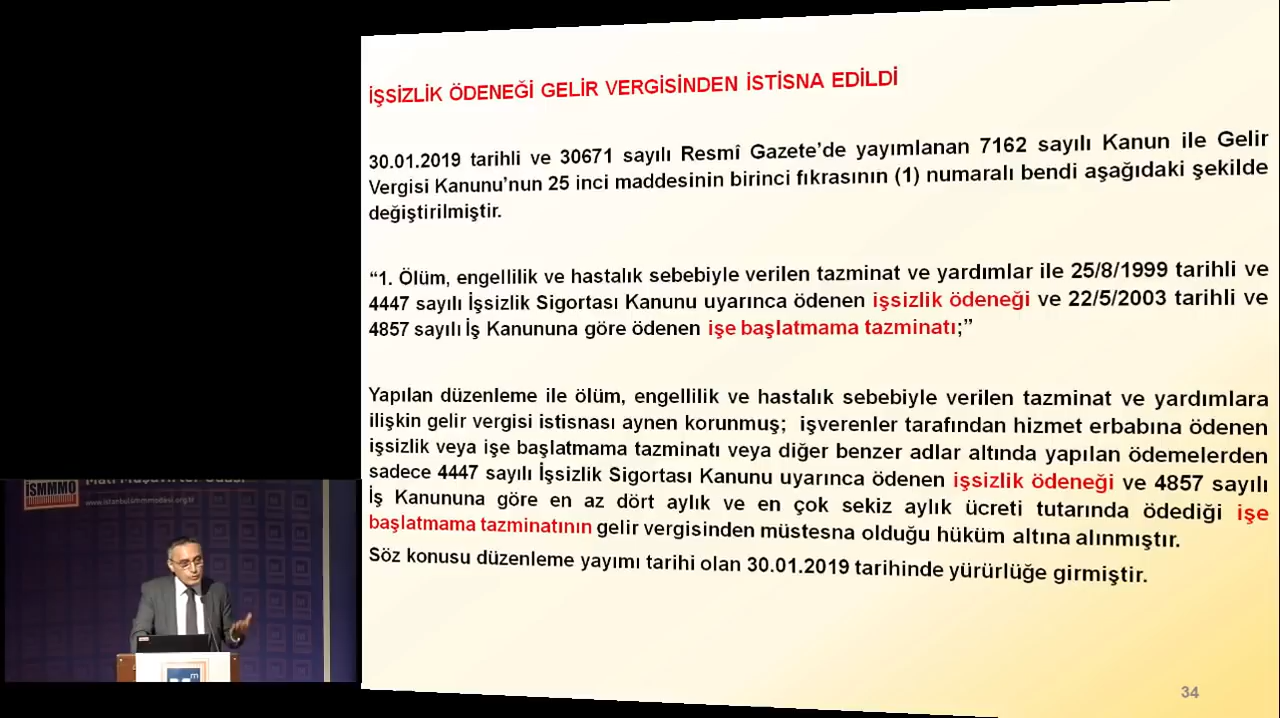 İŞSİZLİK ÖDENEĞİ GELİR VERGİSİNDEN İSTİSNA EDİLDİ
30.01.2019 tarihli ve 30671 sayılı Resmî Gazete’de yayımlanan 7162 sayılı Kanun ile Gelir
Vergisi Kanunu’nun 25 inci maddesinin birinci fıkrasının (1) numaralı bendi aşağıdaki şekilde
değiştirilmiştir.
“1. Ölüm, engellilik ve hastalık sebebiyle verilen tazminat ve yardımlar ile 25/8/1999 tarihli ve
4447 sayılı İşsizlik Sigortası Kanunu uyarınca ödenen işsizlik ödeneği ve 22/5/2003 tarihli ve
4857 sayılı İş Kanununa göre ödenen işe başlatmama tazminatı;”
Yapılan düzenleme ile ölüm, engellilik ve hastalık sebebiyle verilen tazminat ve yardımlara
ilişkin gelir vergisi istisnası aynen korunmuş; işverenler tarafından hizmet erbabına ödenen
işsizlik veya işe başlatmama tazminatı veya diğer benzer adlar altında yapılan ödemelerden
sadece 4447 sayılı İşsizlik Sigortası Kanunu uyarınca ödenen işsizlik ödeneği ve 4857 sayılı
İş Kanununa göre en az dört aylık ve en çok sekiz aylık ücreti tutarında ödediği işe
başlatmama tazminatının gelir vergisinden müstesna olduğu hüküm altına alınmıştır.
Söz konusu düzenleme yayımı tarihi olan 30.01.2019 tarihinde yürürlüğe girmiştir.
34
İSMMMO
Mali Müşavirler Odası
www.istanbulsmmmodasi.org.tr